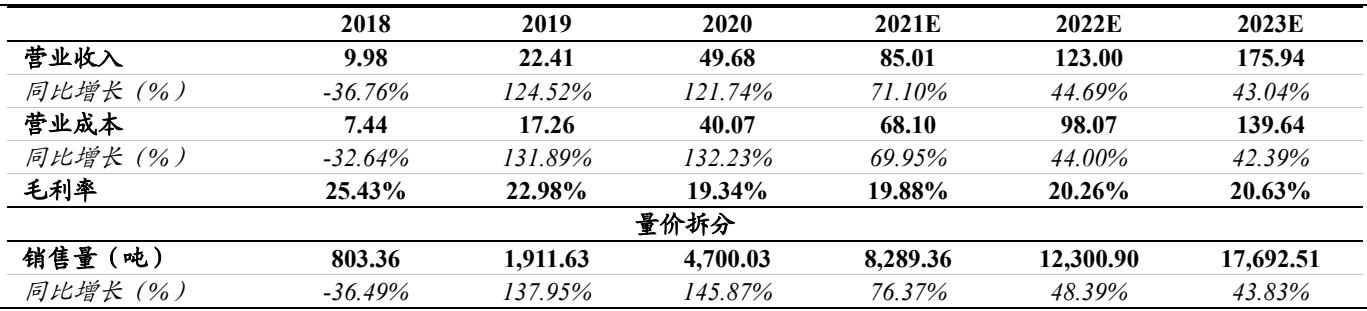 2018 2019 2020 2021E 2022E 2023E
营业收入 9.98 22.41 49.68 85.01 123.00 175.94
同比增长（%） -36.76% 124.52% 121.74% 71.10% 44.69% 43.04%
营业成本 7.44 17.26 40.07 68.10 98.07 139.64
同比增长（%） -32.64% 131.89% 132.23% 69.95% 44.00% 42.39%
毛利率 25.43% 22.98% 19.34% 19.88% 20.26% 20.63%
量价拆分
销售量（吨） 803.36 1,911.63 4,700.03 8,289.36 12,300.90 17,692.51
同比增长（%） -36.49% 137.95% 145.87% 76.37% 48.39% 43.83%